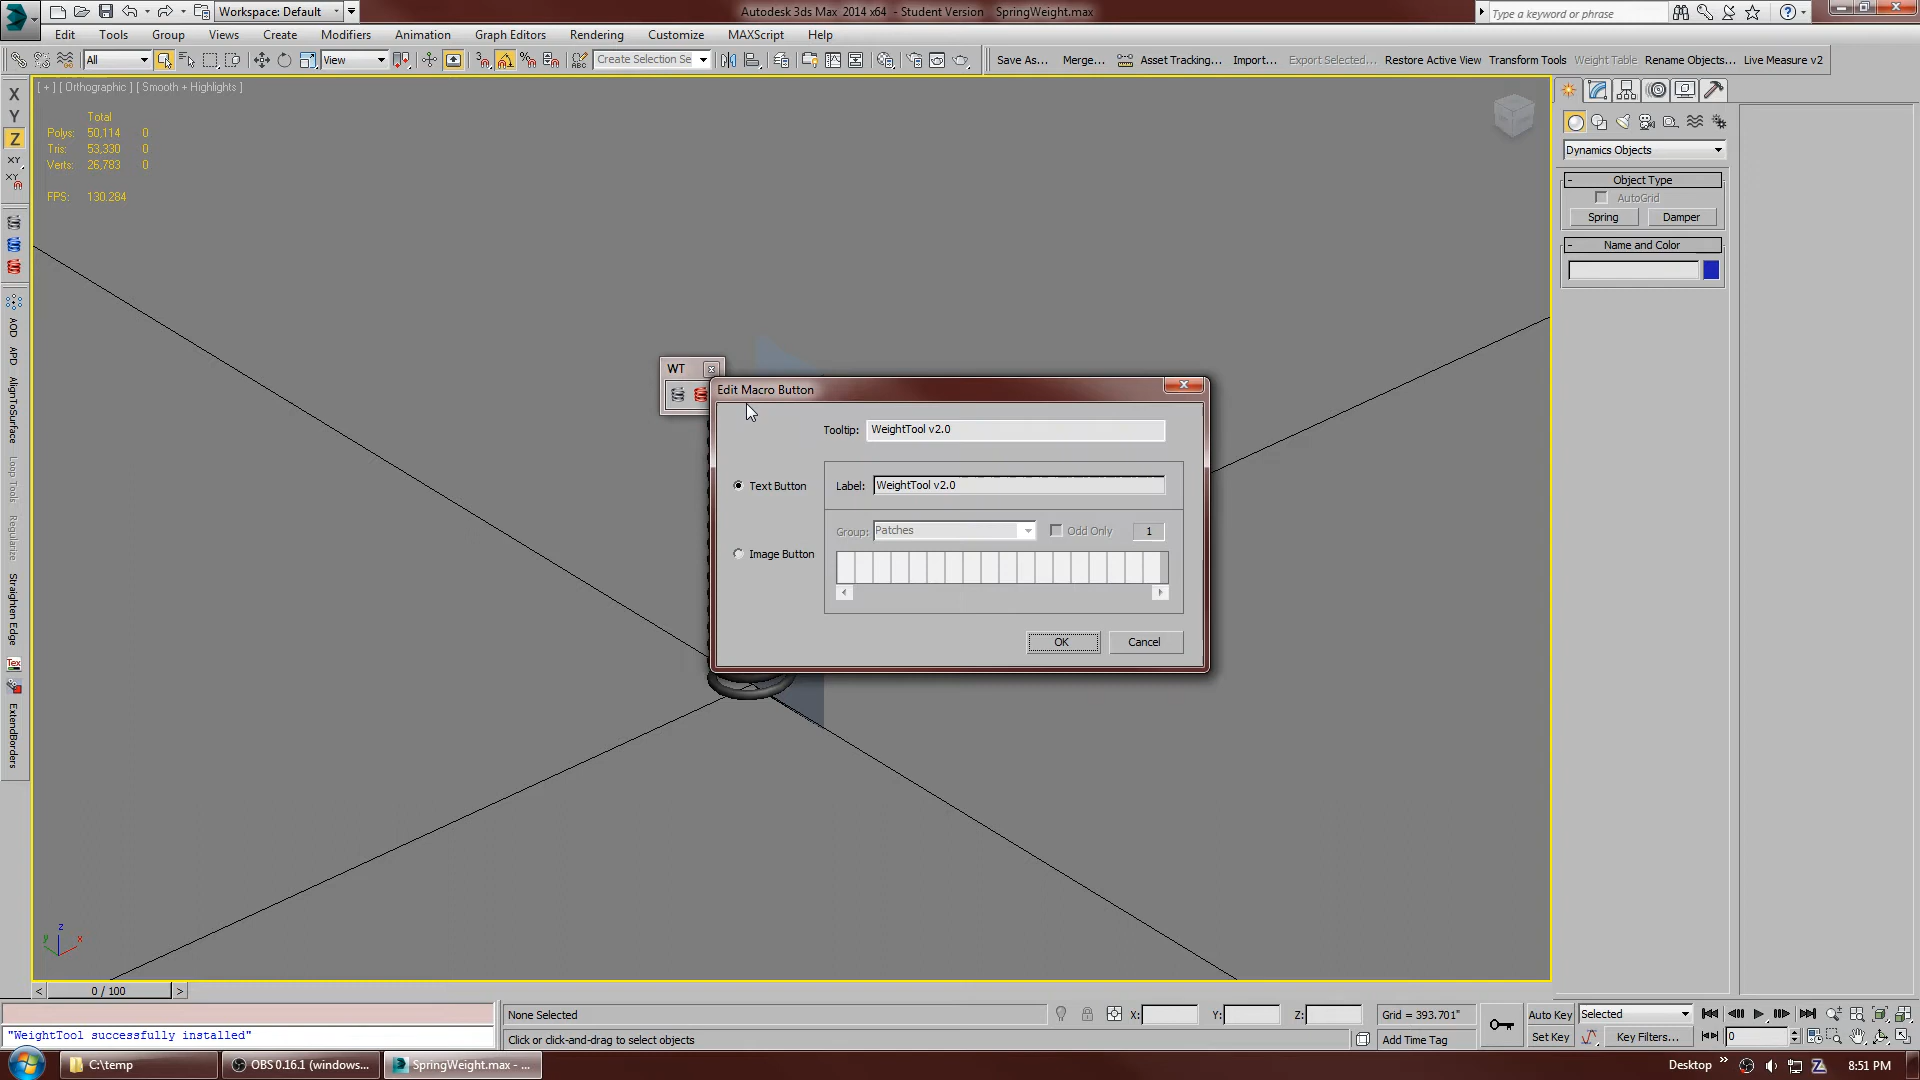 Workspace: Default
Autodesk 3ds Max 2014 x64 - Student Version SpringWeight.max
Type a keyword or phrase
Edit Tools Group Views Create Modifiers Animation Graph Editors Rendering Customize MAXScript Help
All
View
Create Selection Se
Save As... Merge... Asset Tracking... Import... Export Selected... Restore Active View Transform Tools Weight Table Rename Objects... Live Measure v2
[ + ] [ Orthographic ] [ Smooth + Highlights ]
X
Y
Z
XY
XY
Total
Polys: 50,114 0
Tris: 53,330 0
Verts: 26,783 0
FPS: 130.284
Dynamics Objects
- Object Type
AutoGrid
Spring Damper
- Name and Color
AOD
APD
AlignToSurface
Loop Tools
Regularize
Straighten Edge
Tex
ExtendBorders
WT
Edit Macro Button
Tooltip: WeightTool v2.0
Text Button
Label: WeightTool v2.0
Group: Patches
Odd Only
1
Image Button
OK Cancel
z
y
x
< 0 / 100 >
"WeightTool successfully installed"
None Selected
X: Y: Z:
Grid = 393.701"
Auto Key Selected
Click or click-and-drag to select objects
Add Time Tag
Set Key Key Filters...
0
C:\temp
OBS 0.16.1 (windows...
SpringWeight.max - ...
Desktop
8:51 PM